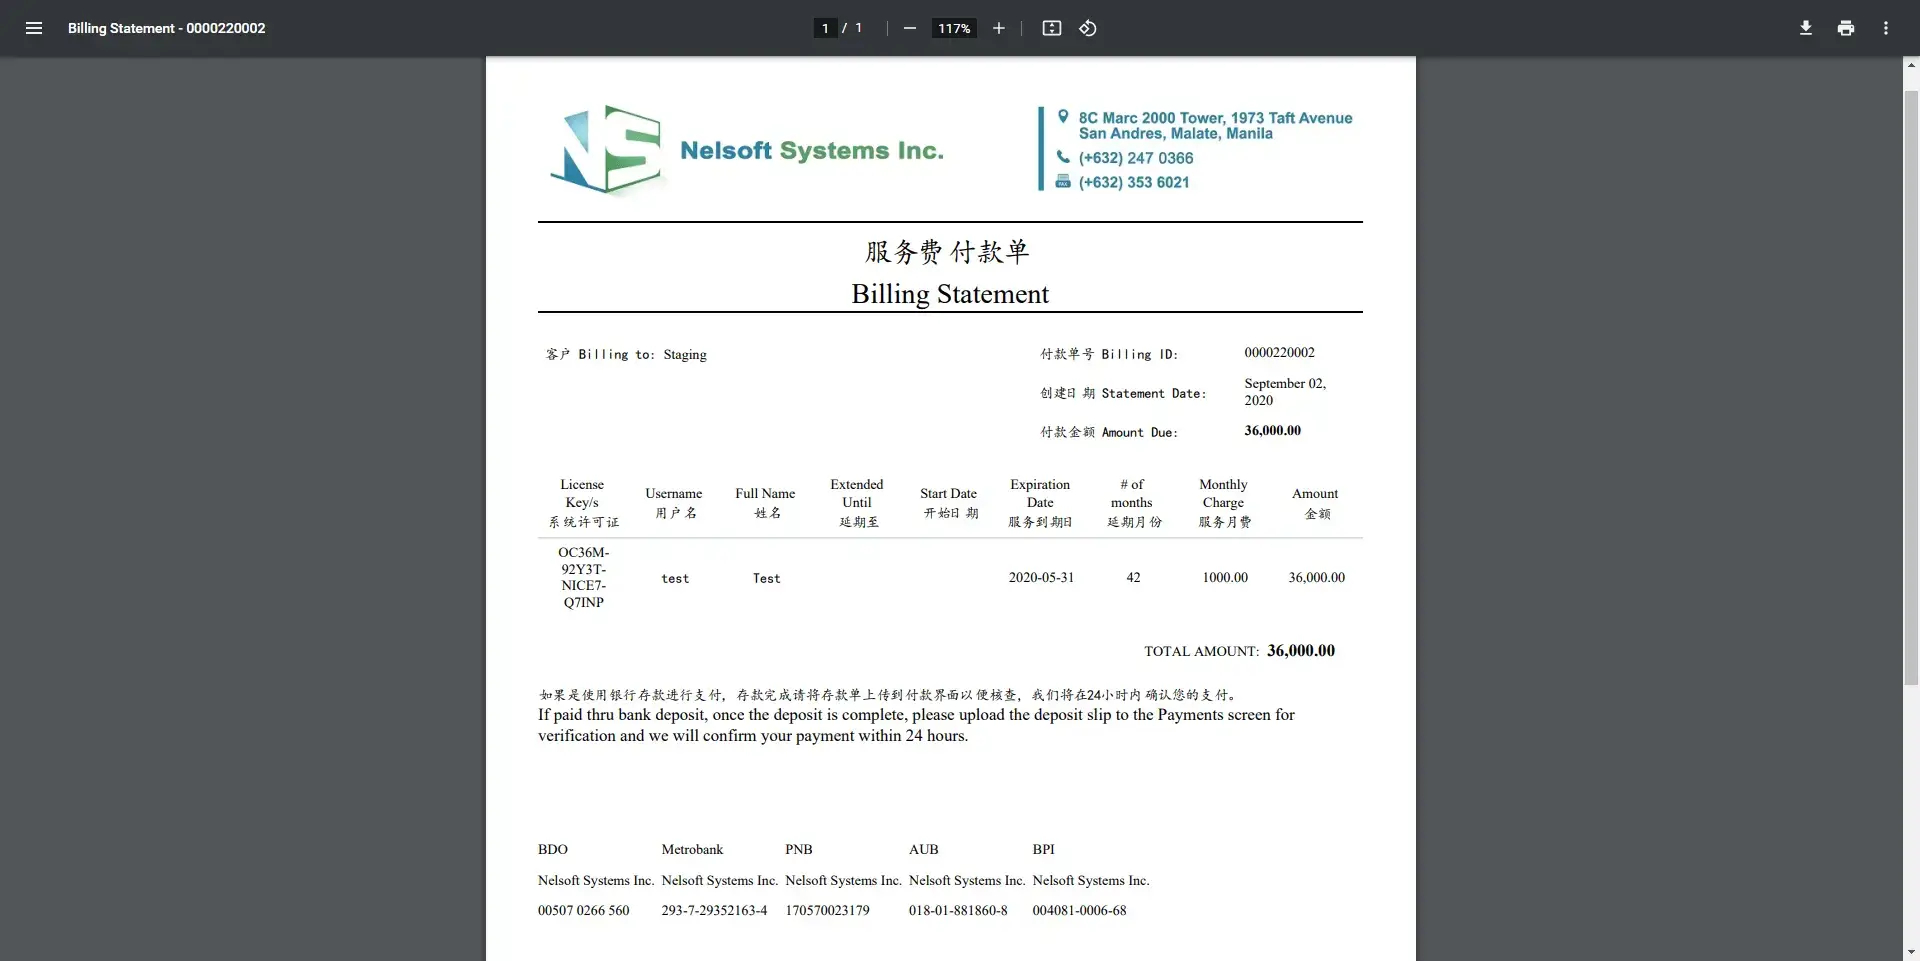 Billing Statement - 0000220002
1 / 1
117%
NS
Nelsoft Systems Inc.
8C Marc 2000 Tower, 1973 Taft Avenue
San Andres, Malate, Manila
(+632) 247 0366
(+632) 353 6021
服务费付款单
Billing Statement
客户 Billing to: Staging
付款单号 Billing ID: 0000220002
创建日期 Statement Date: September 02,
2020
付款金额 Amount Due: 36,000.00
License
Key/s
系统许可证
Username
用户名
Full Name
姓名
Extended
Until
延期至
Start Date
开始日期
Expiration
Date
服务到期日
# of
months
延期月份
Monthly
Charge
服务月费
Amount
金额
OC36M-
92Y3T-
NICE7-
Q7INP
test
Test
2020-05-31
42
1000.00
36,000.00
TOTAL AMOUNT: 36,000.00
如果是使用银行存款进行支付，存款完成请将存款单上传到付款界面以便核查，我们将在24小时内确认您的支付。
If paid thru bank deposit, once the deposit is complete, please upload the deposit slip to the Payments screen for
verification and we will confirm your payment within 24 hours.
BDO Metrobank PNB AUB BPI
Nelsoft Systems Inc. Nelsoft Systems Inc. Nelsoft Systems Inc. Nelsoft Systems Inc. Nelsoft Systems Inc.
00507 0266 560 293-7-29352163-4 170570023179 018-01-881860-8 004081-0006-68